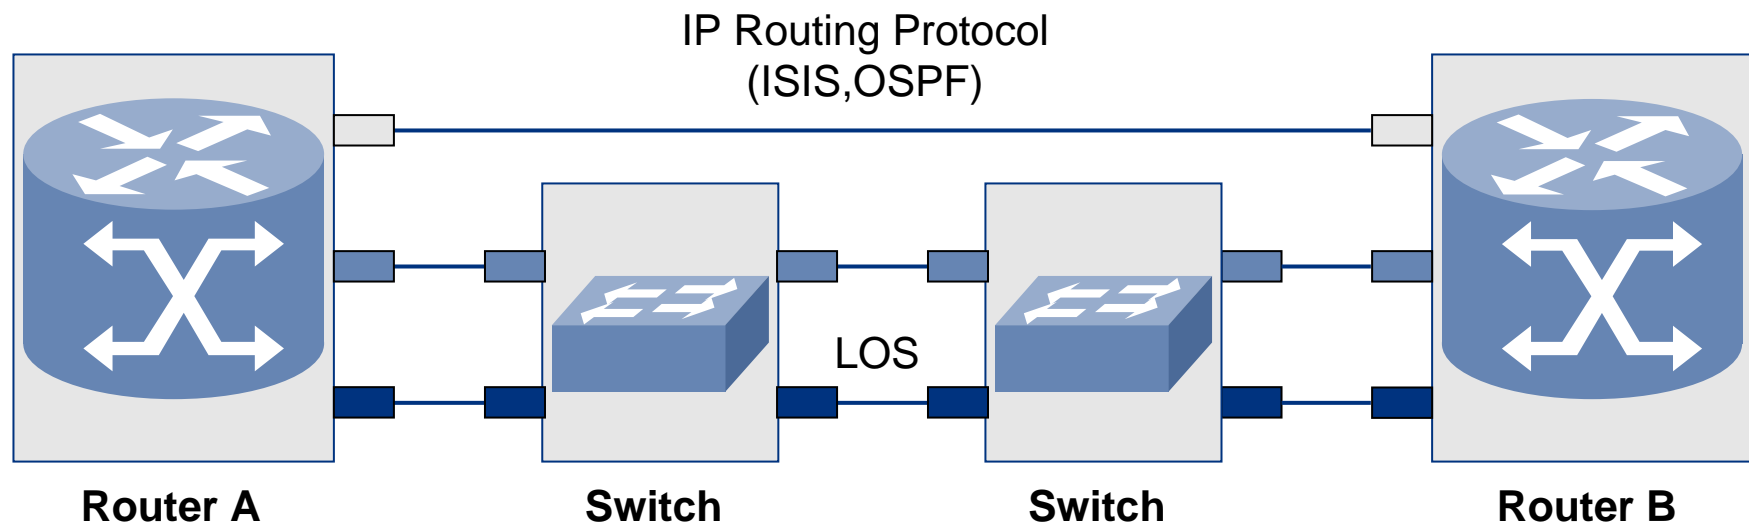 IP Routing Protocol
(ISIS,OSPF)
LOS
Router A
Switch
Switch
Router B